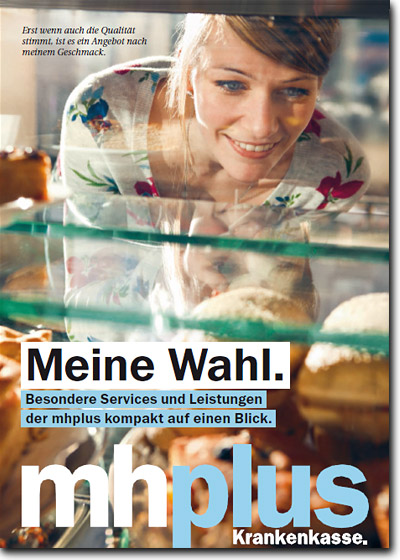 Erst wenn auch die Qualität
stimmt, ist es ein Angebot nach
meinem Geschmack.
Meine Wahl.
Besondere Services und Leistungen
der mhplus kompakt auf einen Blick.
mhplus
Krankenkasse.